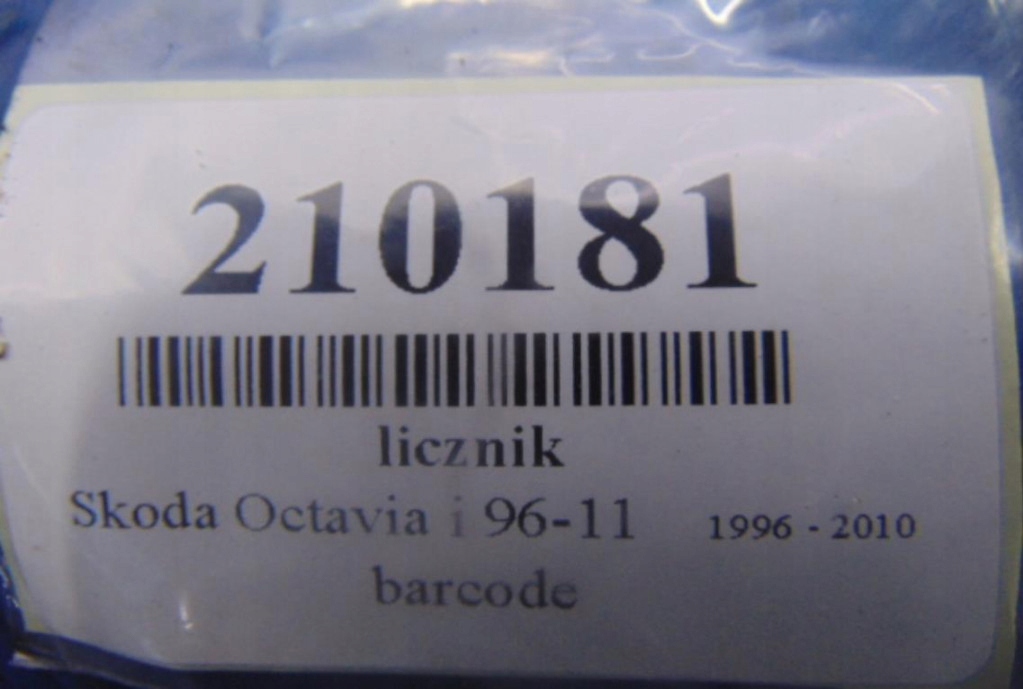 210181
licznik
Skoda Octavia i 96-11 1996 - 2010
barcode